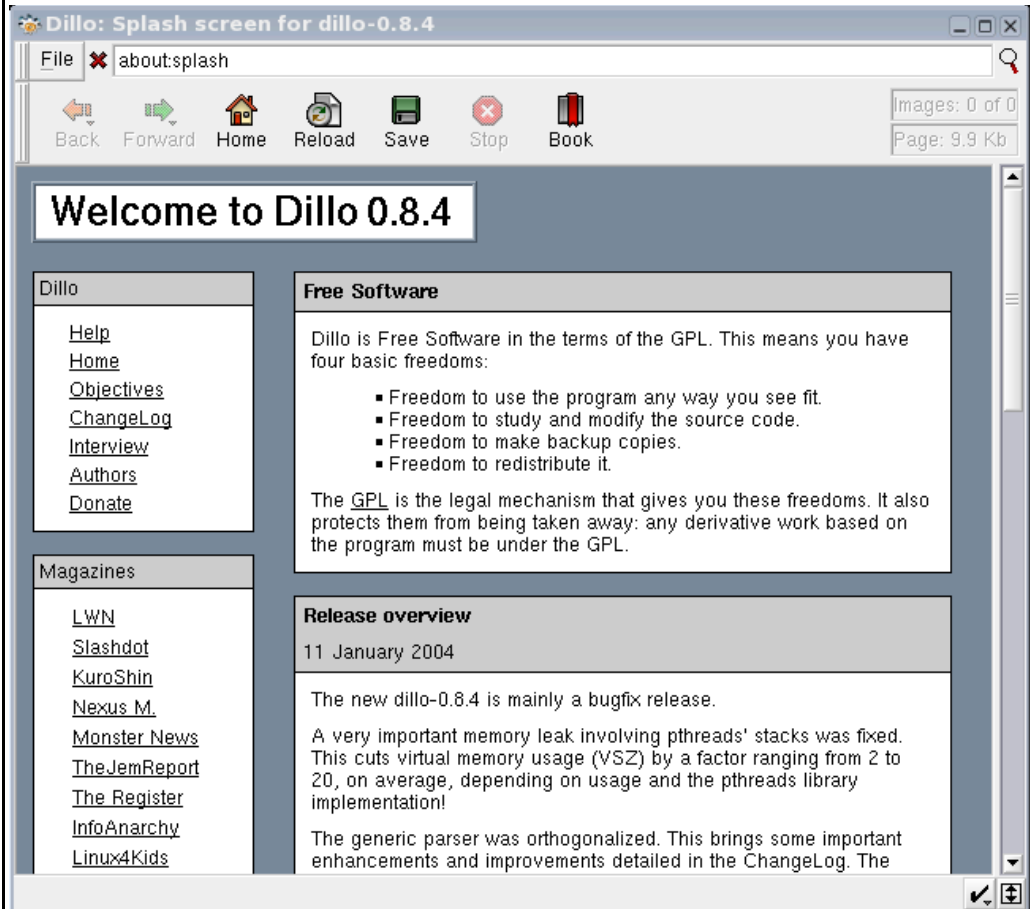 Dillo: Splash screen for dillo-0.8.4
File
about:splash
Back
Forward
Home
Reload
Save
Stop
Book
Images: 0 of 0
Page: 9.9 Kb
Welcome to Dillo 0.8.4
Dillo
Help
Home
Objectives
ChangeLog
Interview
Authors
Donate
Magazines
LWN
Slashdot
KuroShin
Nexus M.
Monster News
TheJemReport
The Register
InfoAnarchy
Linux4Kids
Free Software
Dillo is Free Software in the terms of the GPL. This means you have
four basic freedoms:
Freedom to use the program any way you see fit.
Freedom to study and modify the source code.
Freedom to make backup copies.
Freedom to redistribute it.
The GPL is the legal mechanism that gives you these freedoms. It also
protects them from being taken away: any derivative work based on
the program must be under the GPL.
Release overview
11 January 2004
The new dillo-0.8.4 is mainly a bugfix release.
A very important memory leak involving pthreads' stacks was fixed.
This cuts virtual memory usage (VSZ) by a factor ranging from 2 to
20, on average, depending on usage and the pthreads library
implementation!
The generic parser was orthogonalized. This brings some important
enhancements and improvements detailed in the ChangeLog. The